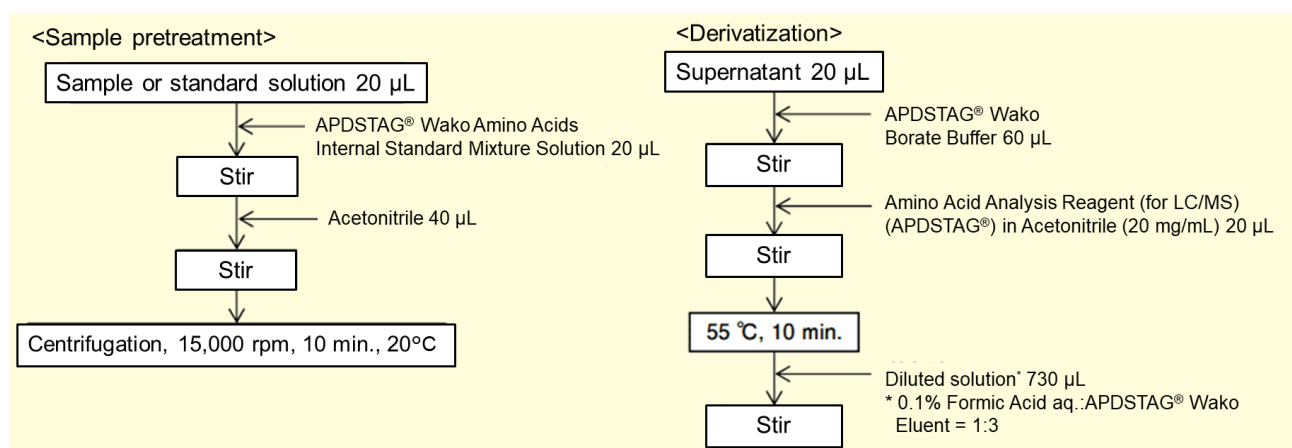 <Sample pretreatment>
Sample or standard solution 20 µL
APDSTAG® Wako Amino Acids
Internal Standard Mixture Solution 20 µL
Stir
Acetonitrile 40 µL
Stir
Centrifugation, 15,000 rpm, 10 min., 20°C
<Derivatization>
Supernatant 20 µL
APDSTAG® Wako
Borate Buffer 60 µL
Stir
Amino Acid Analysis Reagent (for LC/MS)
(APDSTAG®) in Acetonitrile (20 mg/mL) 20 µL
Stir
55 ℃, 10 min.
Diluted solution* 730 µL
* 0.1% Formic Acid aq.:APDSTAG® Wako
Eluent = 1:3
Stir